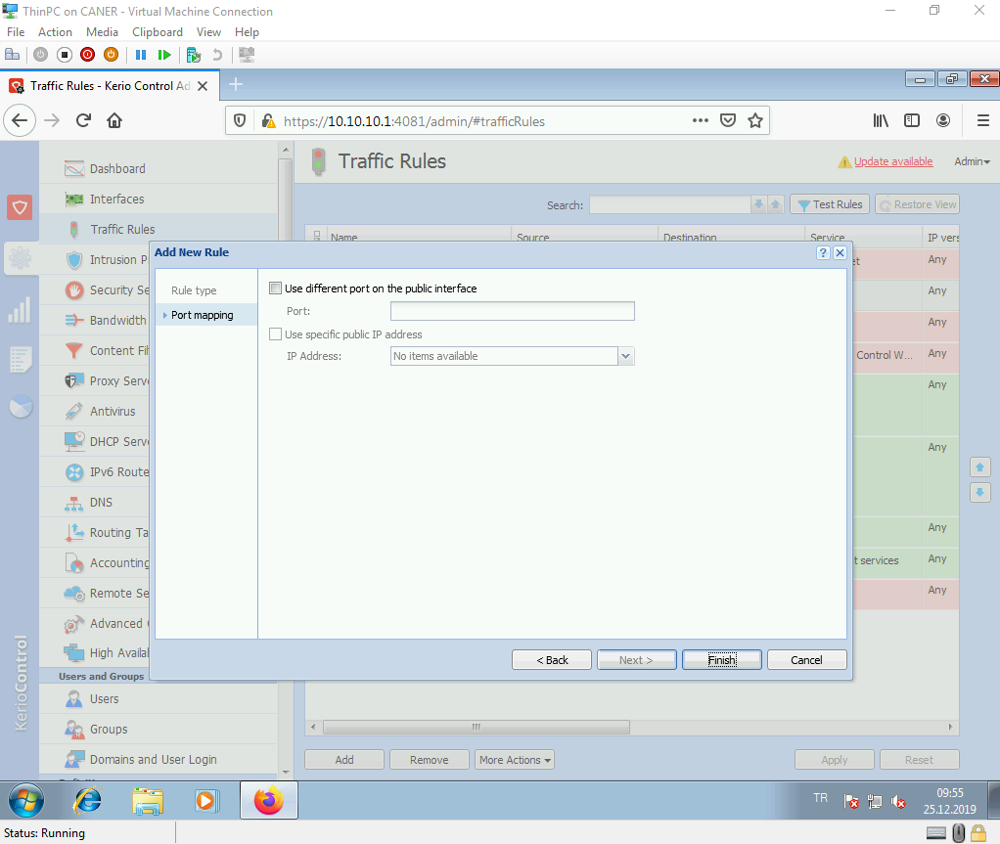 ThinPC on CANER - Virtual Machine Connection
File Action Media Clipboard View Help
Traffic Rules - Kerio Control Ad
https://10.10.10.1:4081/admin/#trafficRules
Dashboard
Interfaces
Traffic Rules
Intrusion P
Security Se
Bandwidth
Content Fil
Proxy Serve
Antivirus
DHCP Serve
IPv6 Route
DNS
Routing Ta
Accounting
Remote Se
Advanced
High Availa
Users and Groups
Users
Groups
Domains and User Login
KerioControl
Traffic Rules
Update available
Admin
Search:
Test Rules
Restore View
Name Source Destination Service IP vers
et Any
Any
Any
Control W... Any
Any
Any
Any
t services Any
Any
Add New Rule
?
Rule type
Port mapping
Use different port on the public interface
Port:
Use specific public IP address
IP Address: No items available
< Back Next > Finish Cancel
Add Remove More Actions Apply Reset
TR
09:55
25.12.2019
Status: Running